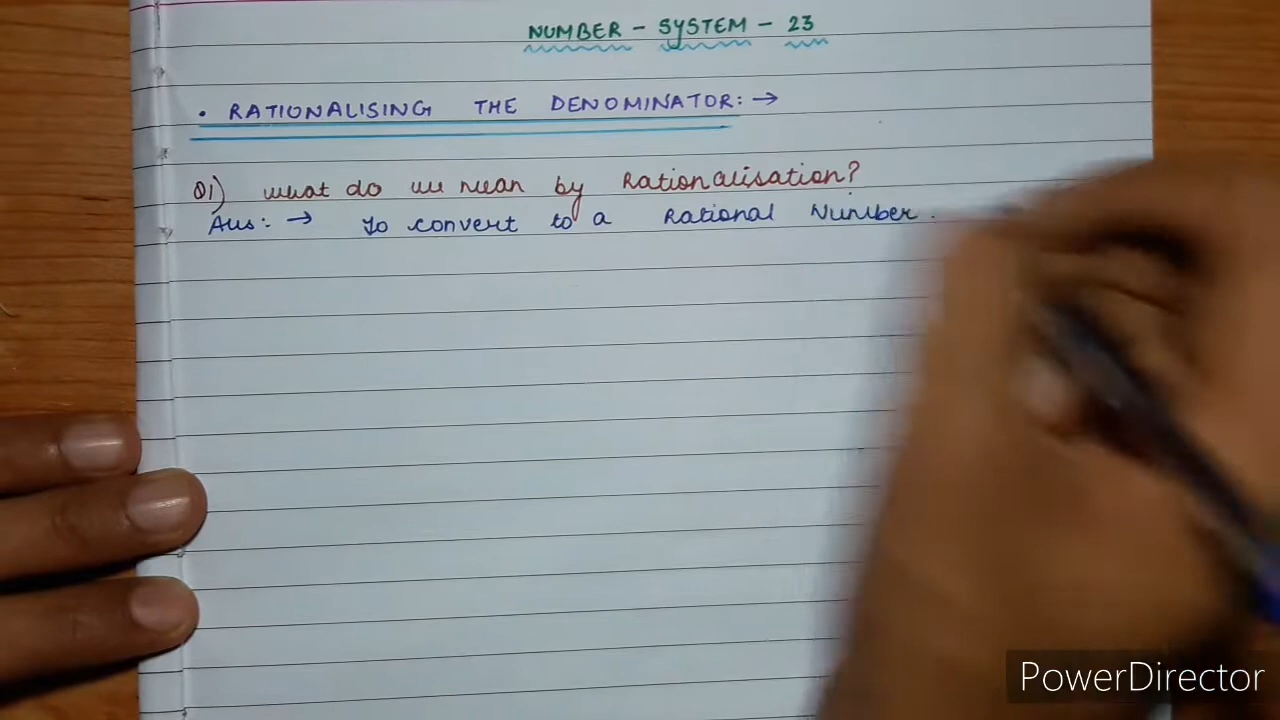 NUMBER - SYSTEM - 23
• RATIONALISING THE DENOMINATOR: →
Q1) What do we mean by Rationalisation?
Ans: → To convert to a Rational Number.
PowerDirector